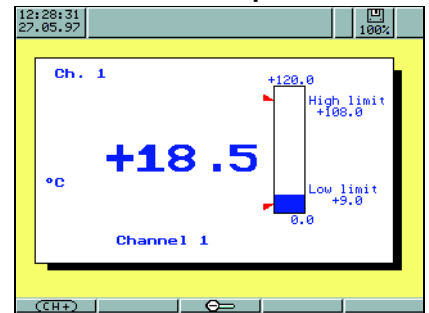 12:28:31
27.05.97
100%
Ch. 1
+120.0
High limit
+108.0
+18.5
°C
Low limit
+9.0
0.0
Channel 1
(CH+)